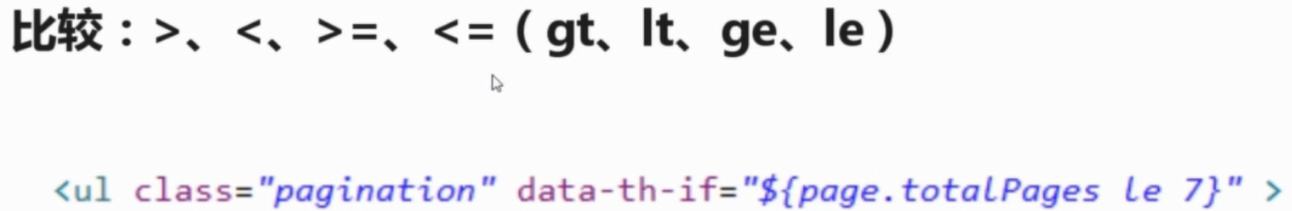 比较：>、<、>=、<=（gt、lt、ge、le）
<ul class="pagination" data-th-if="${page.totalPages le 7}" >